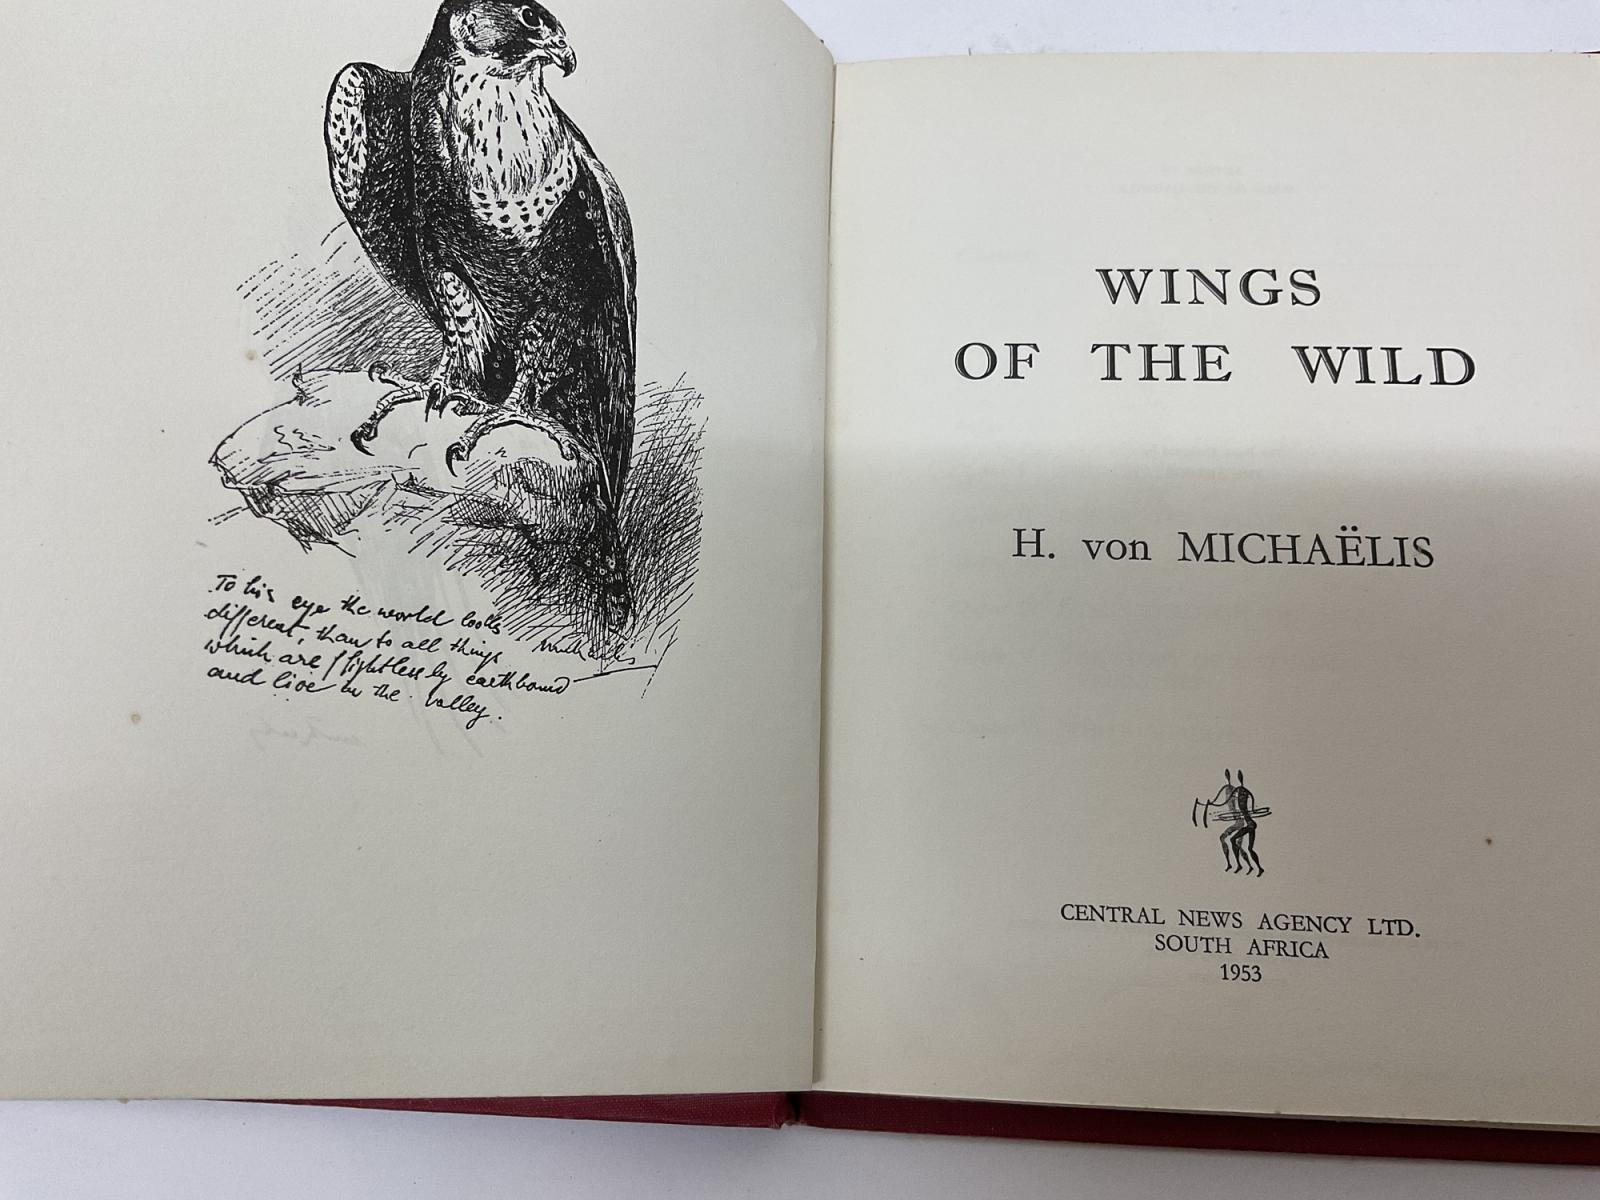 To his eye the world looks
different, than to all things
which are flightless by earthbound
and live in the valley.
Michaëlis
WINGS
OF THE WILD
H. von MICHAËLIS
CENTRAL NEWS AGENCY LTD.
SOUTH AFRICA
1953